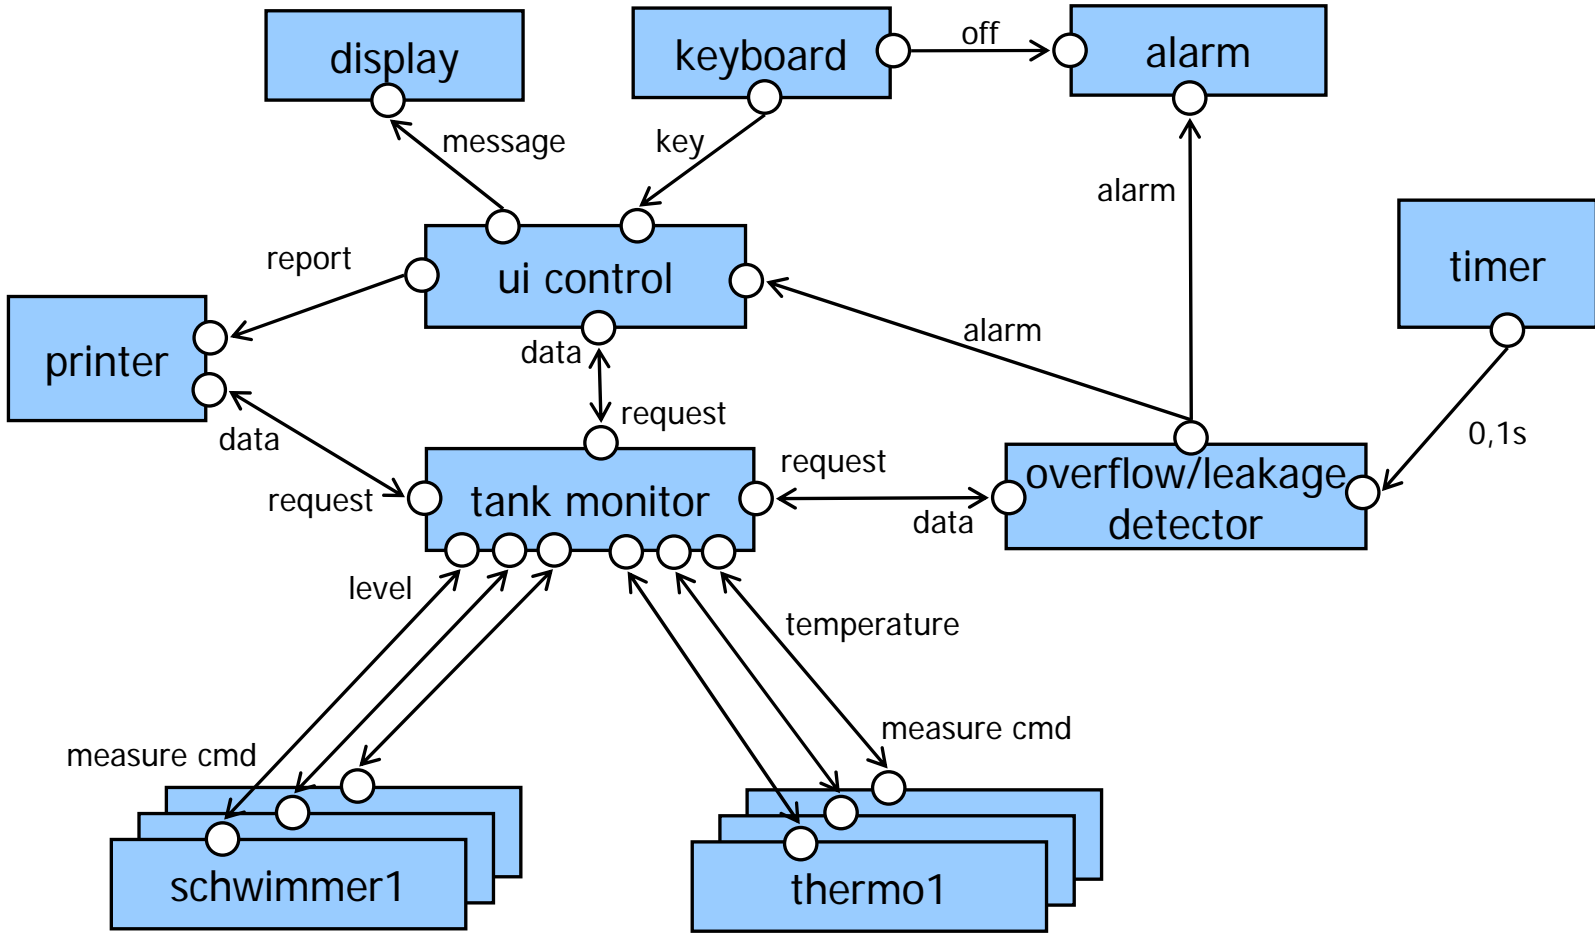 display
keyboard
off
alarm
message
key
alarm
report
ui control
timer
printer
data
alarm
data
request
request
0,1s
request
tank monitor
data
overflow/leakage
detector
level
temperature
measure cmd
measure cmd
schwimmer1
thermo1